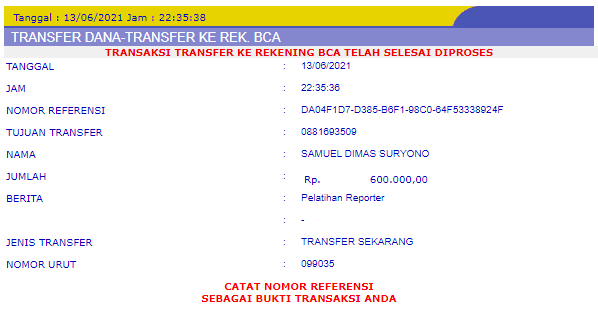 Tanggal : 13/06/2021 Jam : 22:35:38
TRANSFER DANA-TRANSFER KE REK. BCA
TRANSAKSI TRANSFER KE REKENING BCA TELAH SELESAI DIPROSES
TANGGAL : 13/06/2021
JAM : 22:35:36
NOMOR REFERENSI : DA04F1D7-D385-B6F1-98C0-64F53338924F
TUJUAN TRANSFER : 0881693509
NAMA : SAMUEL DIMAS SURYONO
JUMLAH : Rp. 600.000,00
BERITA : Pelatihan Reporter
: -
JENIS TRANSFER : TRANSFER SEKARANG
NOMOR URUT : 099035
CATAT NOMOR REFERENSI
SEBAGAI BUKTI TRANSAKSI ANDA